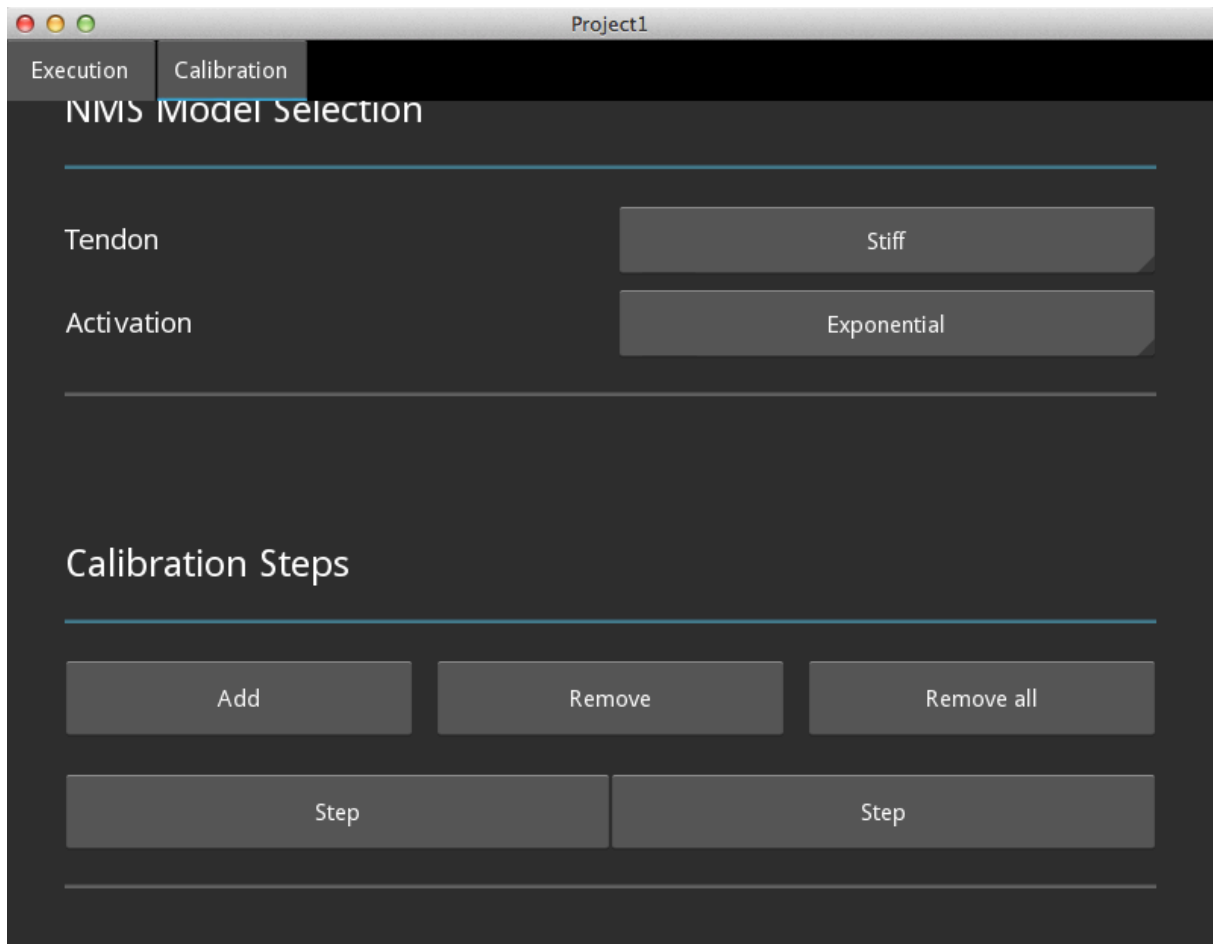 Project1
Execution Calibration
NMS Model Selection
Tendon Stiff
Activation Exponential
Calibration Steps
Add Remove Remove all
Step Step